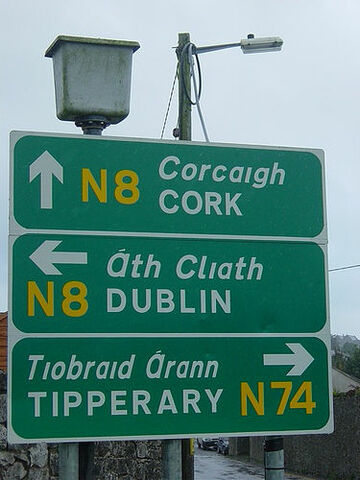 N8 Corcaigh
CORK
Áth Cliath
N8 DUBLIN
Tiobraid Árann
TIPPERARY N74